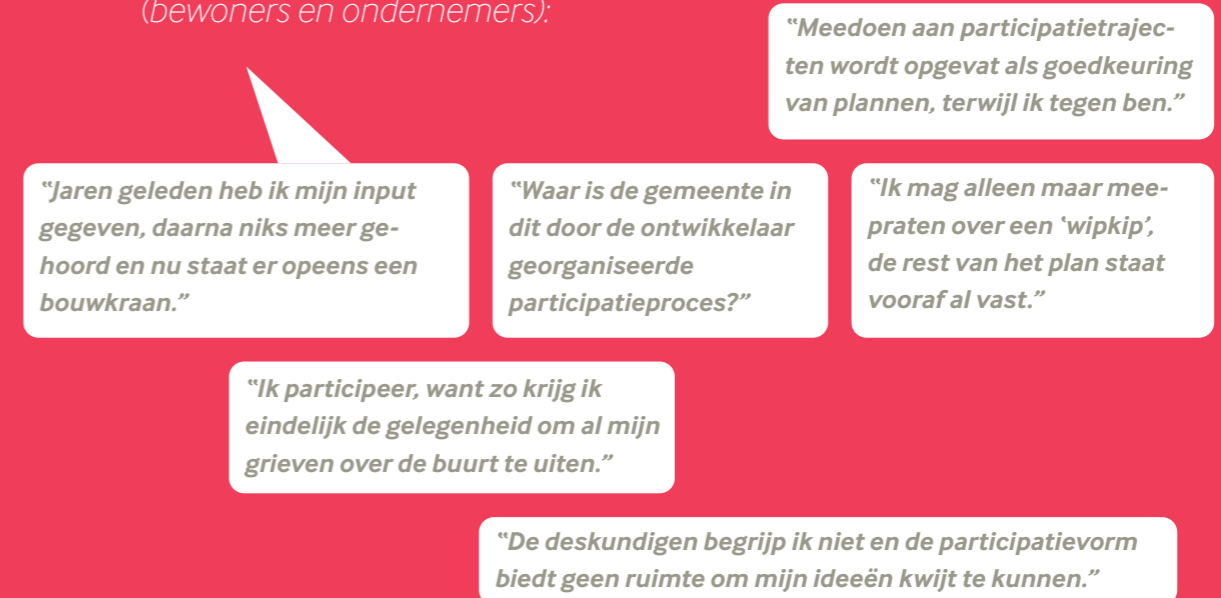 (bewoners en ondernemers):
“Meedoen aan participatietrajec-
ten wordt opgevat als goedkeuring
van plannen, terwijl ik tegen ben.”
“Jaren geleden heb ik mijn input
gegeven, daarna niks meer ge-
hoord en nu staat er opeens een
bouwkraan.”
“Waar is de gemeente in
dit door de ontwikkelaar
georganiseerde
participatieproces?”
“Ik mag alleen maar mee-
praten over een ‘wipkip’,
de rest van het plan staat
vooraf al vast.”
“Ik participeer, want zo krijg ik
eindelijk de gelegenheid om al mijn
grieven over de buurt te uiten.”
“De deskundigen begrijp ik niet en de participatievorm
biedt geen ruimte om mijn ideeën kwijt te kunnen.”